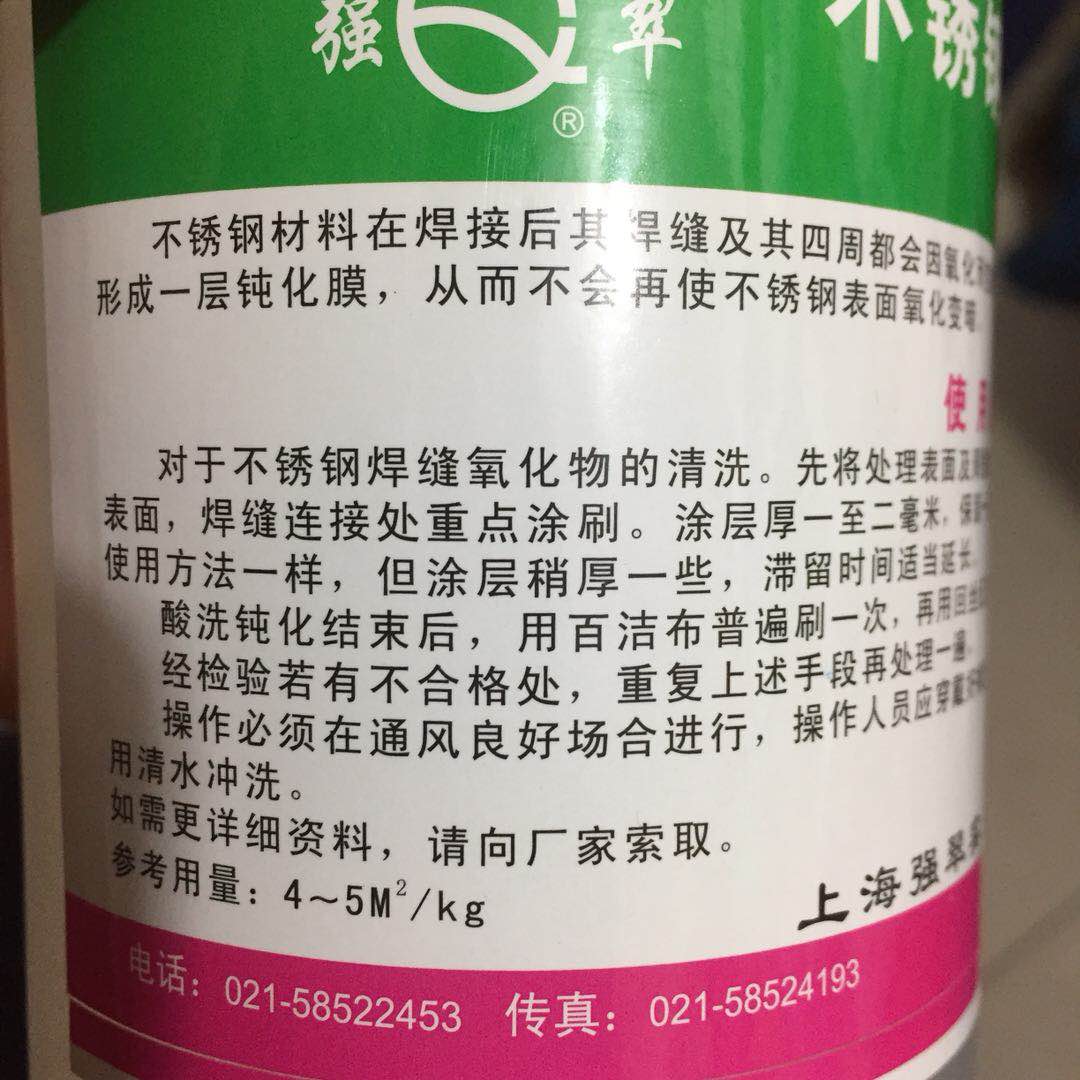 强 翠
®
不锈钢
不锈钢材料在焊接后其焊缝及其四周都会因氧化
形成一层钝化膜，从而不会再使不锈钢表面氧化变暗
使用
对于不锈钢焊缝氧化物的清洗。先将处理表面及
表面，焊缝连接处重点涂刷。涂层厚一至二毫米，保留
使用方法一样，但涂层稍厚一些，滞留时间适当延长。
酸洗钝化结束后，用百洁布普遍刷一次，再用回丝
经检验若有不合格处，重复上述手段再处理一遍。
操作必须在通风良好场合进行，操作人员应穿戴好
用清水冲洗。
如需更详细资料，请向厂家索取。
参考用量：4～5M²/kg
上海强翠
电话：021-58522453 传真：021-58524193